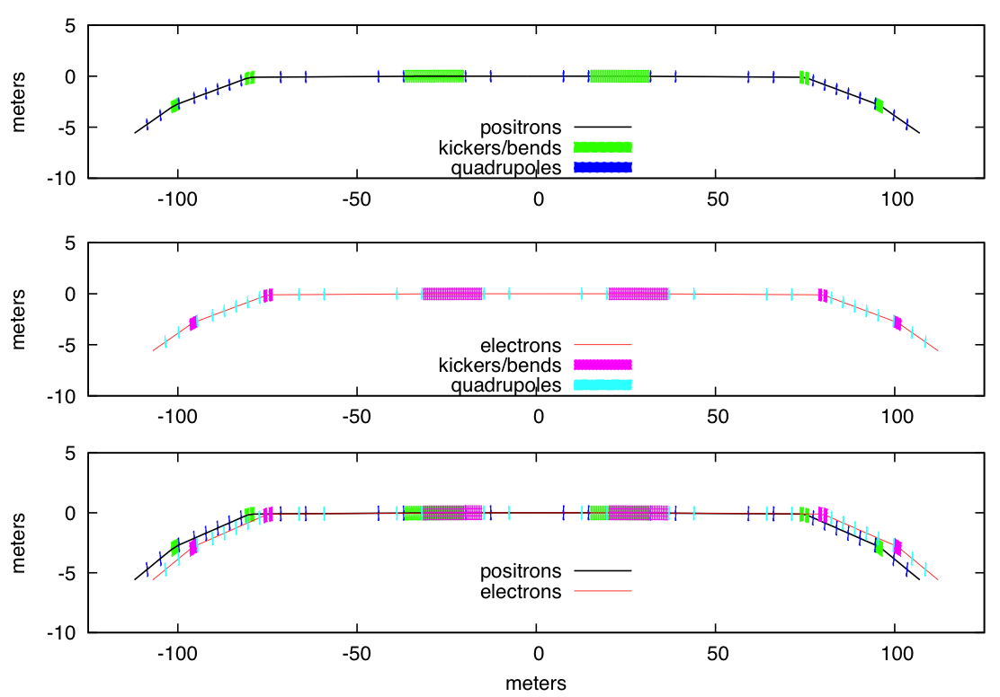 5
0
-5
-10
meters
positrons
kickers/bends
quadrupoles
-100 -50 0 50 100
5
0
-5
-10
meters
electrons
kickers/bends
quadrupoles
-100 -50 0 50 100
5
0
-5
-10
meters
positrons
electrons
-100 -50 0 50 100
meters